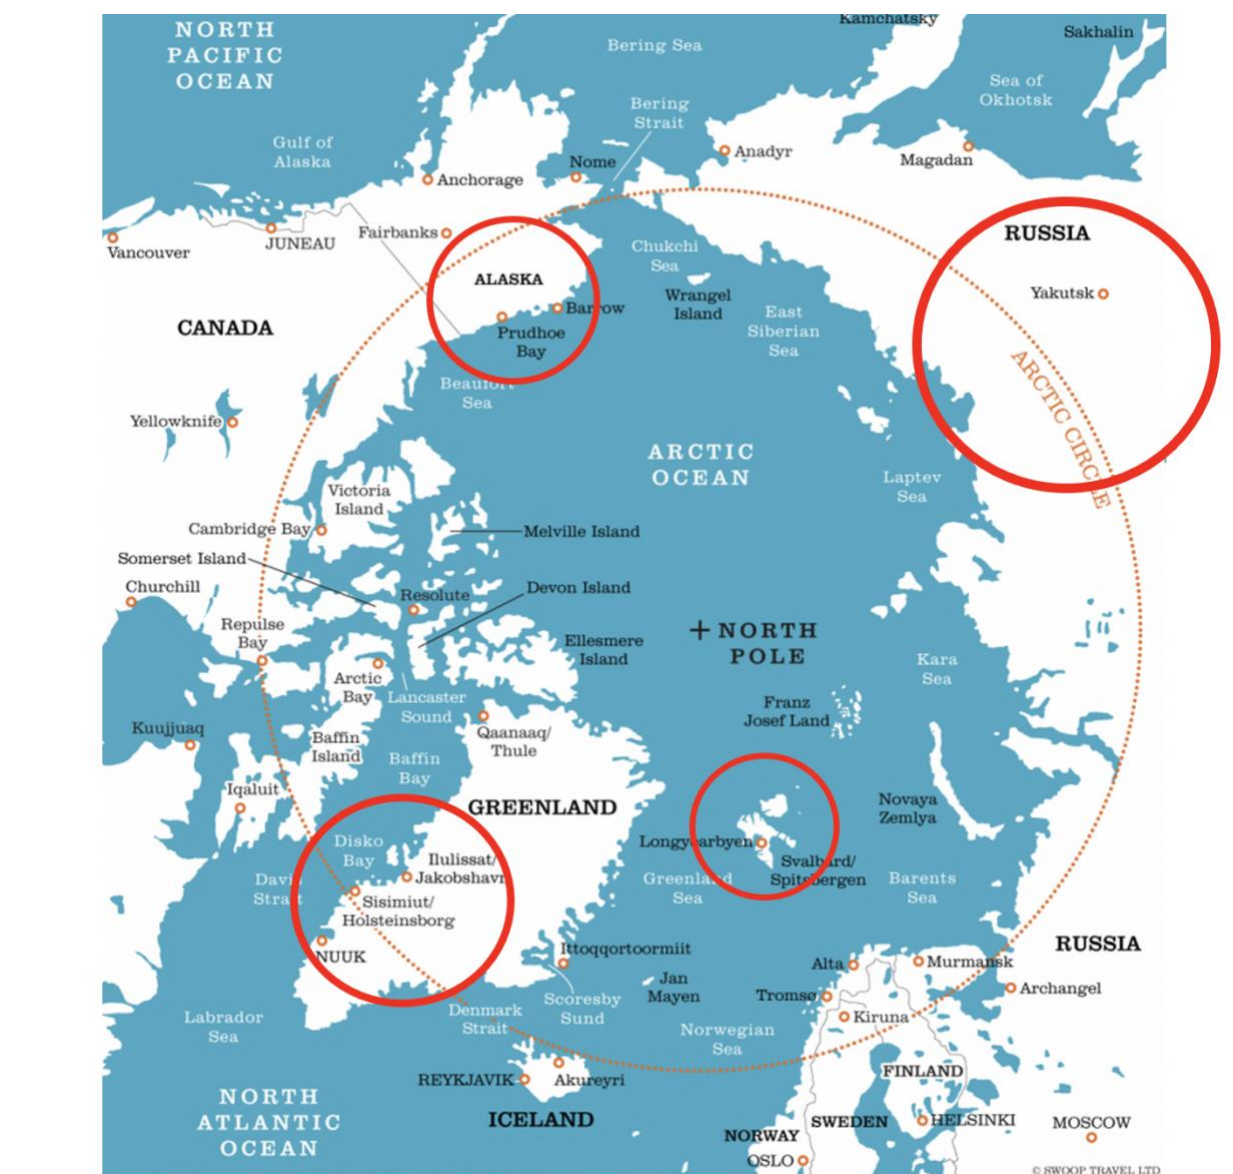 NORTH
PACIFIC
OCEAN
Kamchatsky
Sakhalin
Bering Sea
Sea of
Okhotsk
Bering
Strait
Gulf of
Alaska
Anadyr
Magadan
Nome
Anchorage
Vancouver
JUNEAU
Fairbanks
RUSSIA
Chukchi
Sea
ALASKA
Yakutsk
Wrangel
Island
Barrow
CANADA
Prudhoe
Bay
East
Siberian
Sea
ARCTIC CIRCLE
Beaufort
Sea
Yellowknife
ARCTIC
OCEAN
Laptev
Sea
Victoria
Island
Cambridge Bay
Melville Island
Somerset Island
Churchill
Resolute
Devon Island
Repulse
Bay
NORTH
POLE
Ellesmere
Island
Kara
Sea
Arctic
Bay
Lancaster
Sound
Franz
Josef Land
Kuujjuaq
Baffin
Island
Qaanaaq/
Thule
Baffin
Bay
Iqaluit
GREENLAND
Novaya
Zemlya
Disko
Bay
Longyearbyen
Ilulissat/
Jakobshavn
Svalbard/
Spitsbergen
Davis
Strait
Greenland
Sea
Barents
Sea
Sisimiut/
Holsteinsborg
NUUK
Ittoqqortoormiit
RUSSIA
Alta
Murmansk
Jan
Mayen
Archangel
Tromsø
Scoresby
Sund
Labrador
Sea
Denmark
Strait
Kiruna
Norwegian
Sea
REYKJAVIK
Akureyri
FINLAND
NORTH
ATLANTIC
OCEAN
ICELAND
SWEDEN
HELSINKI
MOSCOW
NORWAY
OSLO
© SWOOP TRAVEL LTD